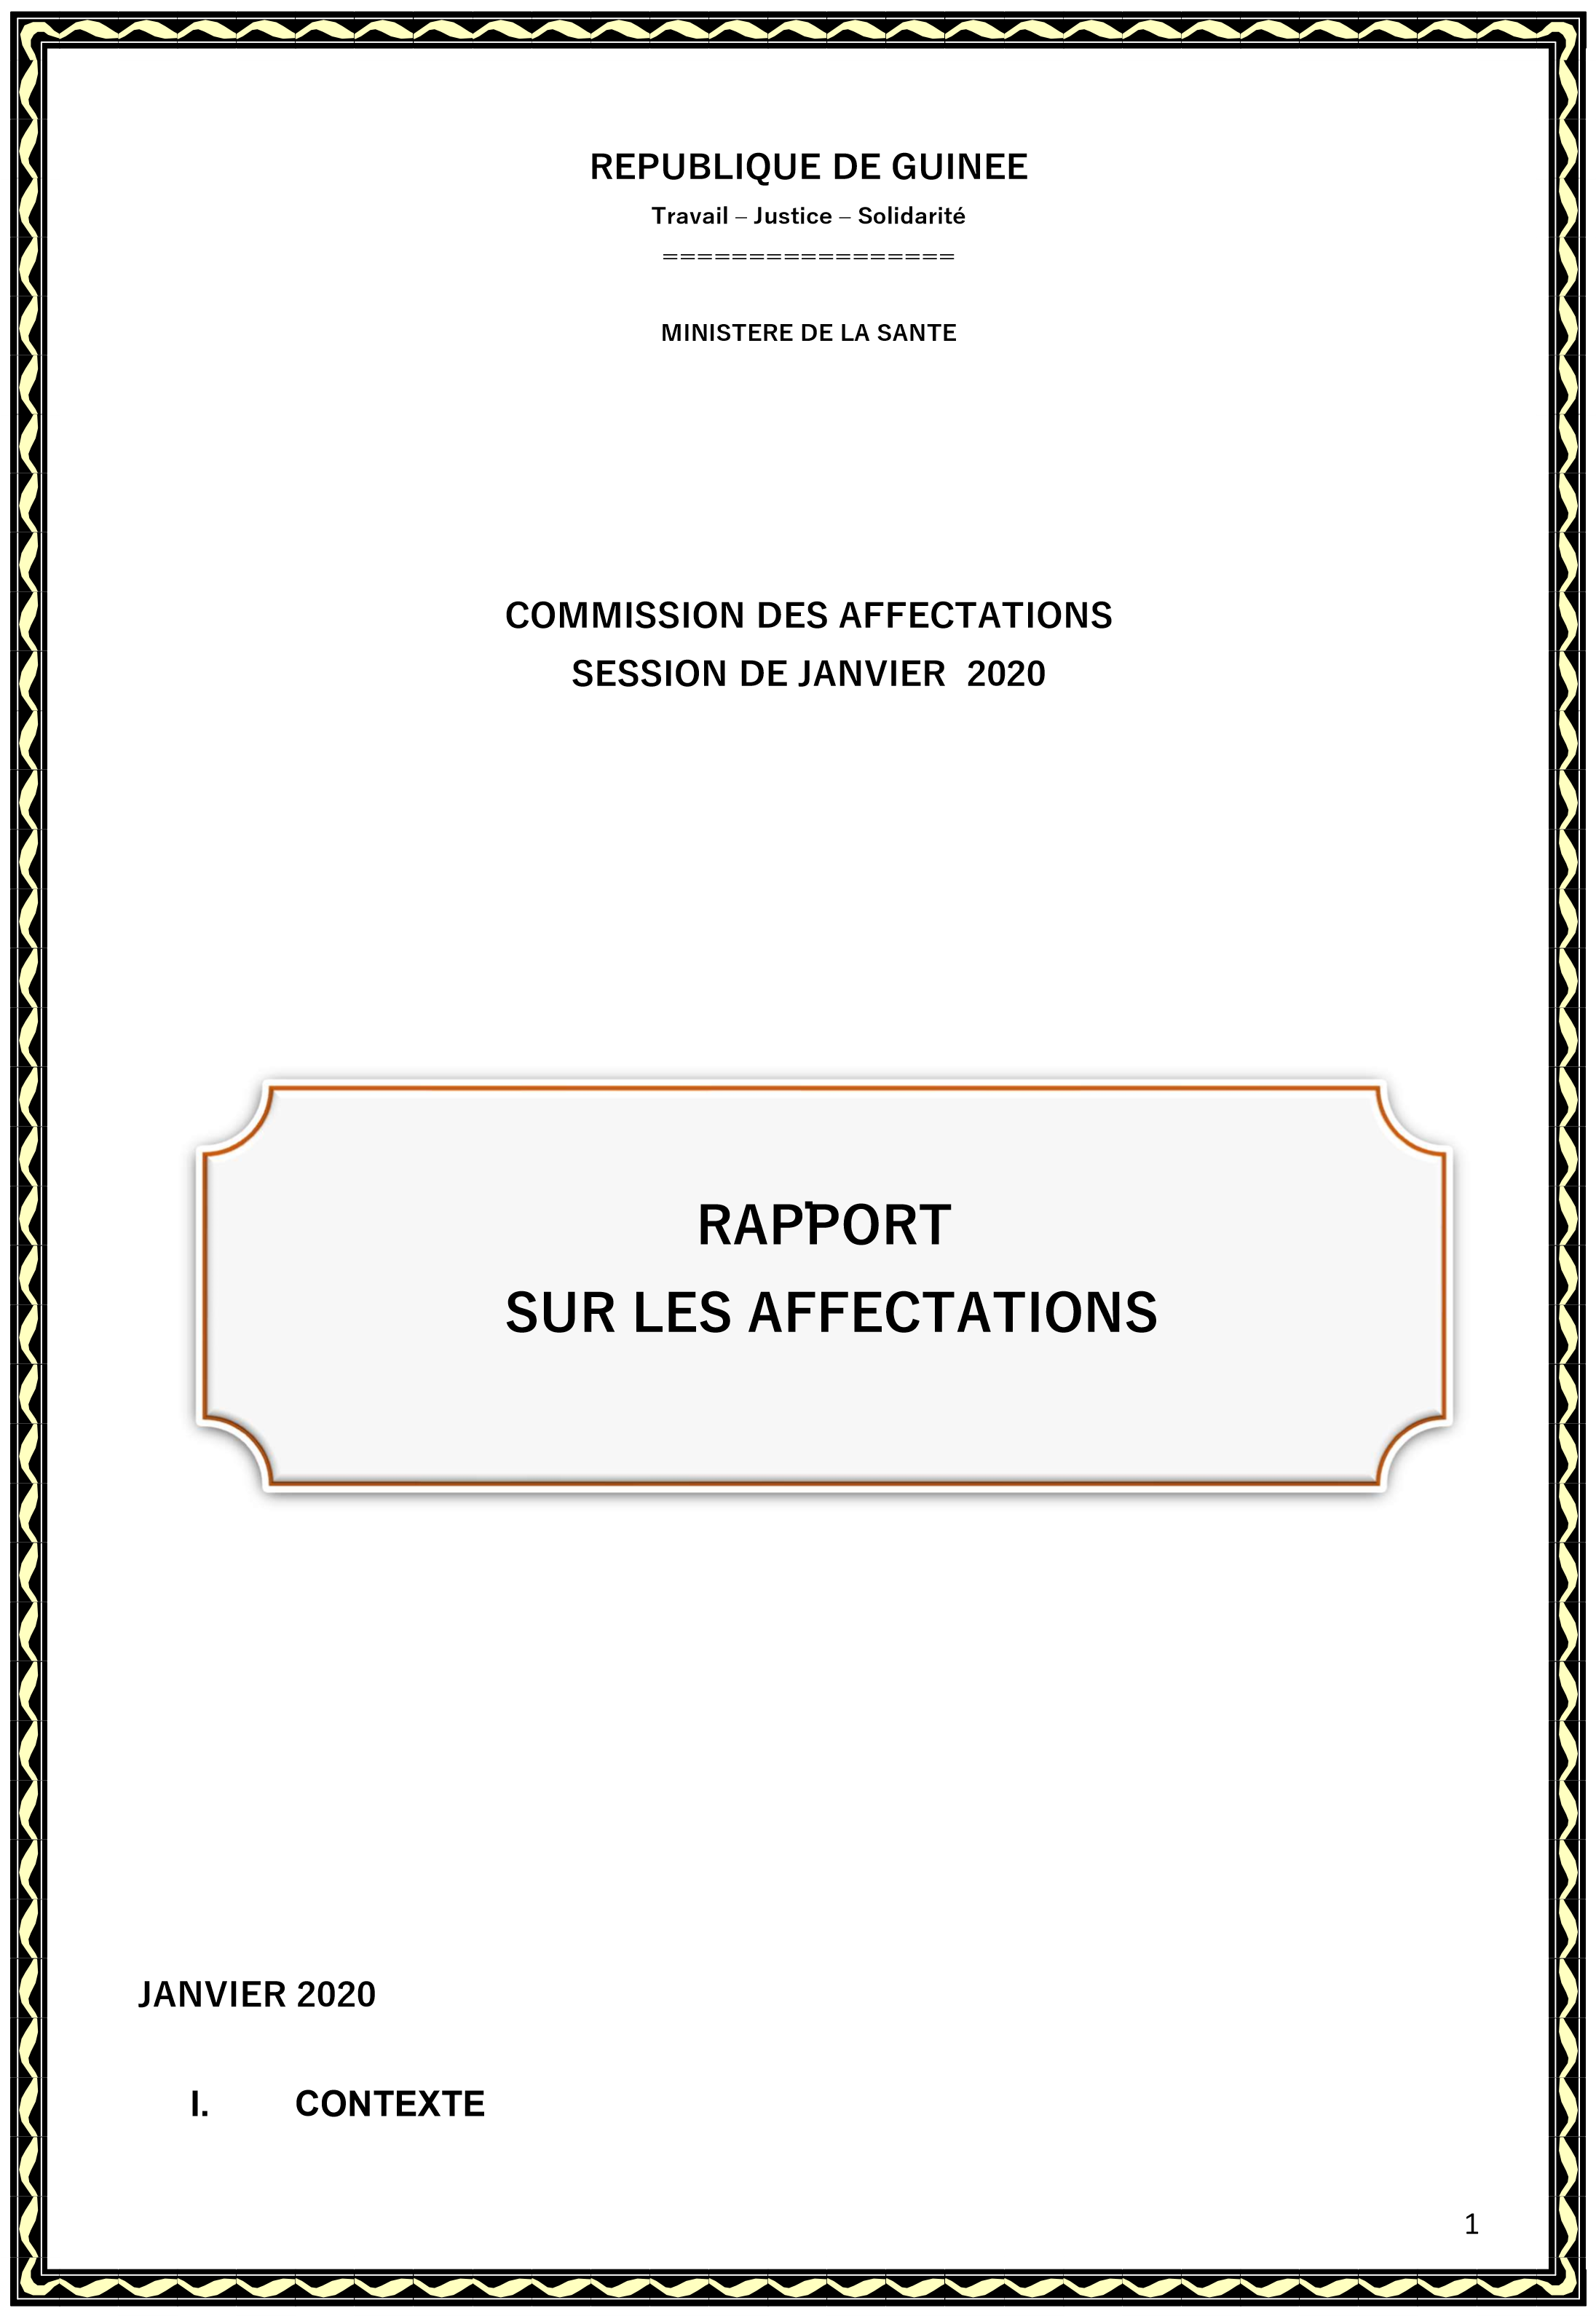 REPUBLIQUE DE GUINEE
Travail – Justice – Solidarité
=================
MINISTERE DE LA SANTE
COMMISSION DES AFFECTATIONS
SESSION DE JANVIER  2020
RAPPORT
SUR LES AFFECTATIONS
JANVIER 2020
I. CONTEXTE
1